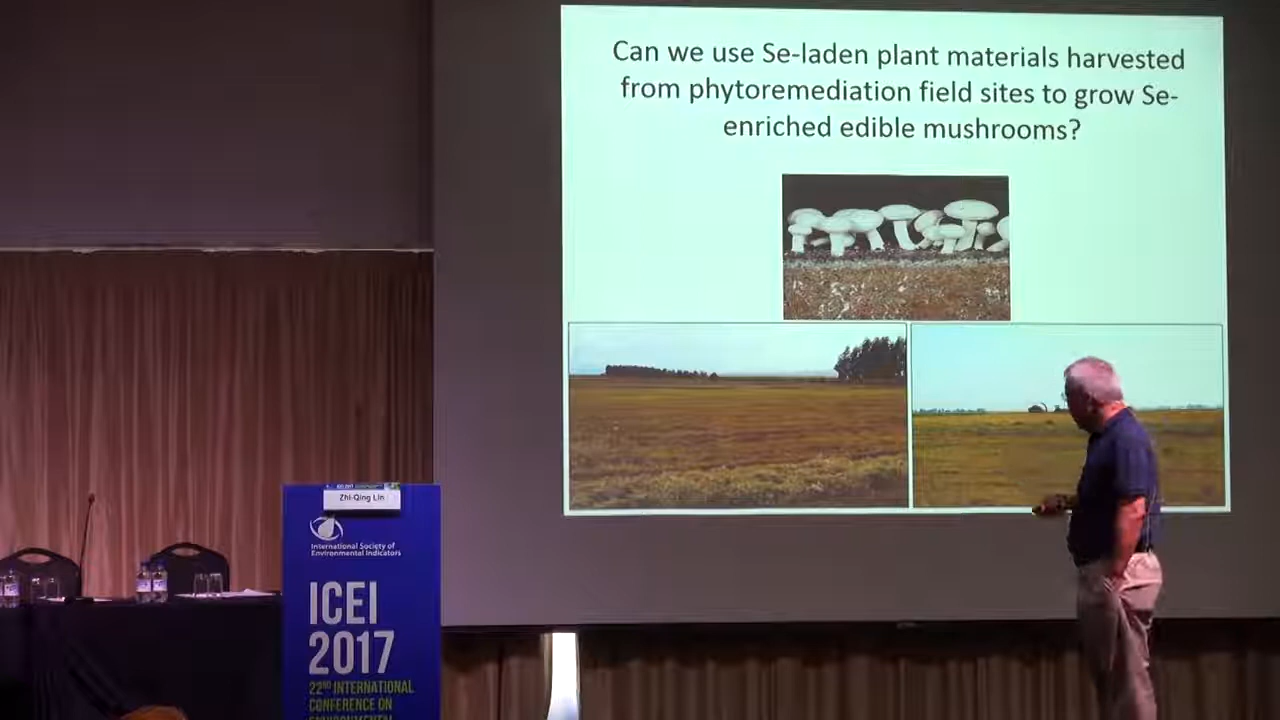 Can we use Se-laden plant materials harvested
from phytoremediation field sites to grow Se-
enriched edible mushrooms?
Zhi-Qing Lin
International Society of
Environmental Indicators
ICEI
2017
22ND INTERNATIONAL
CONFERENCE ON
ENVIRONMENTAL